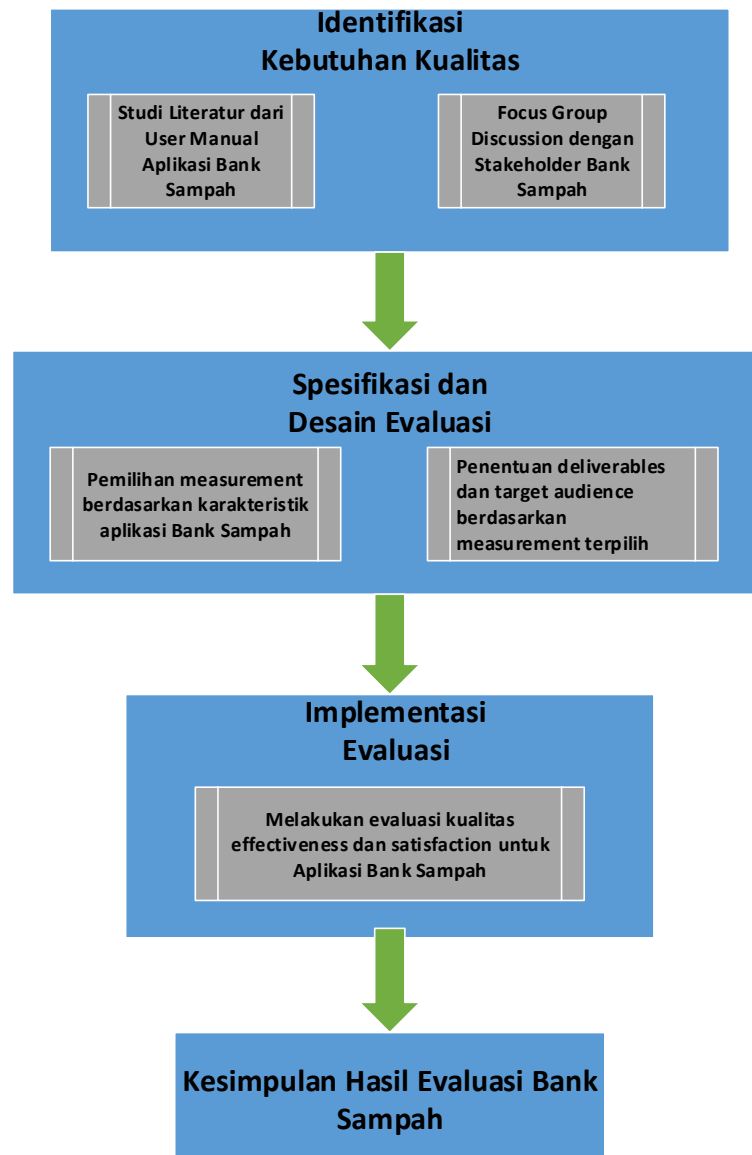 Identifikasi
Kebutuhan Kualitas
Studi Literatur dari
User Manual
Aplikasi Bank
Sampah
Focus Group
Discussion dengan
Stakeholder Bank
Sampah
Spesifikasi dan
Desain Evaluasi
Pemilihan measurement
berdasarkan karakteristik
aplikasi Bank Sampah
Penentuan deliverables
dan target audience
berdasarkan
measurement terpilih
Implementasi
Evaluasi
Melakukan evaluasi kualitas
effectiveness dan satisfaction untuk
Aplikasi Bank Sampah
Kesimpulan Hasil Evaluasi Bank
Sampah